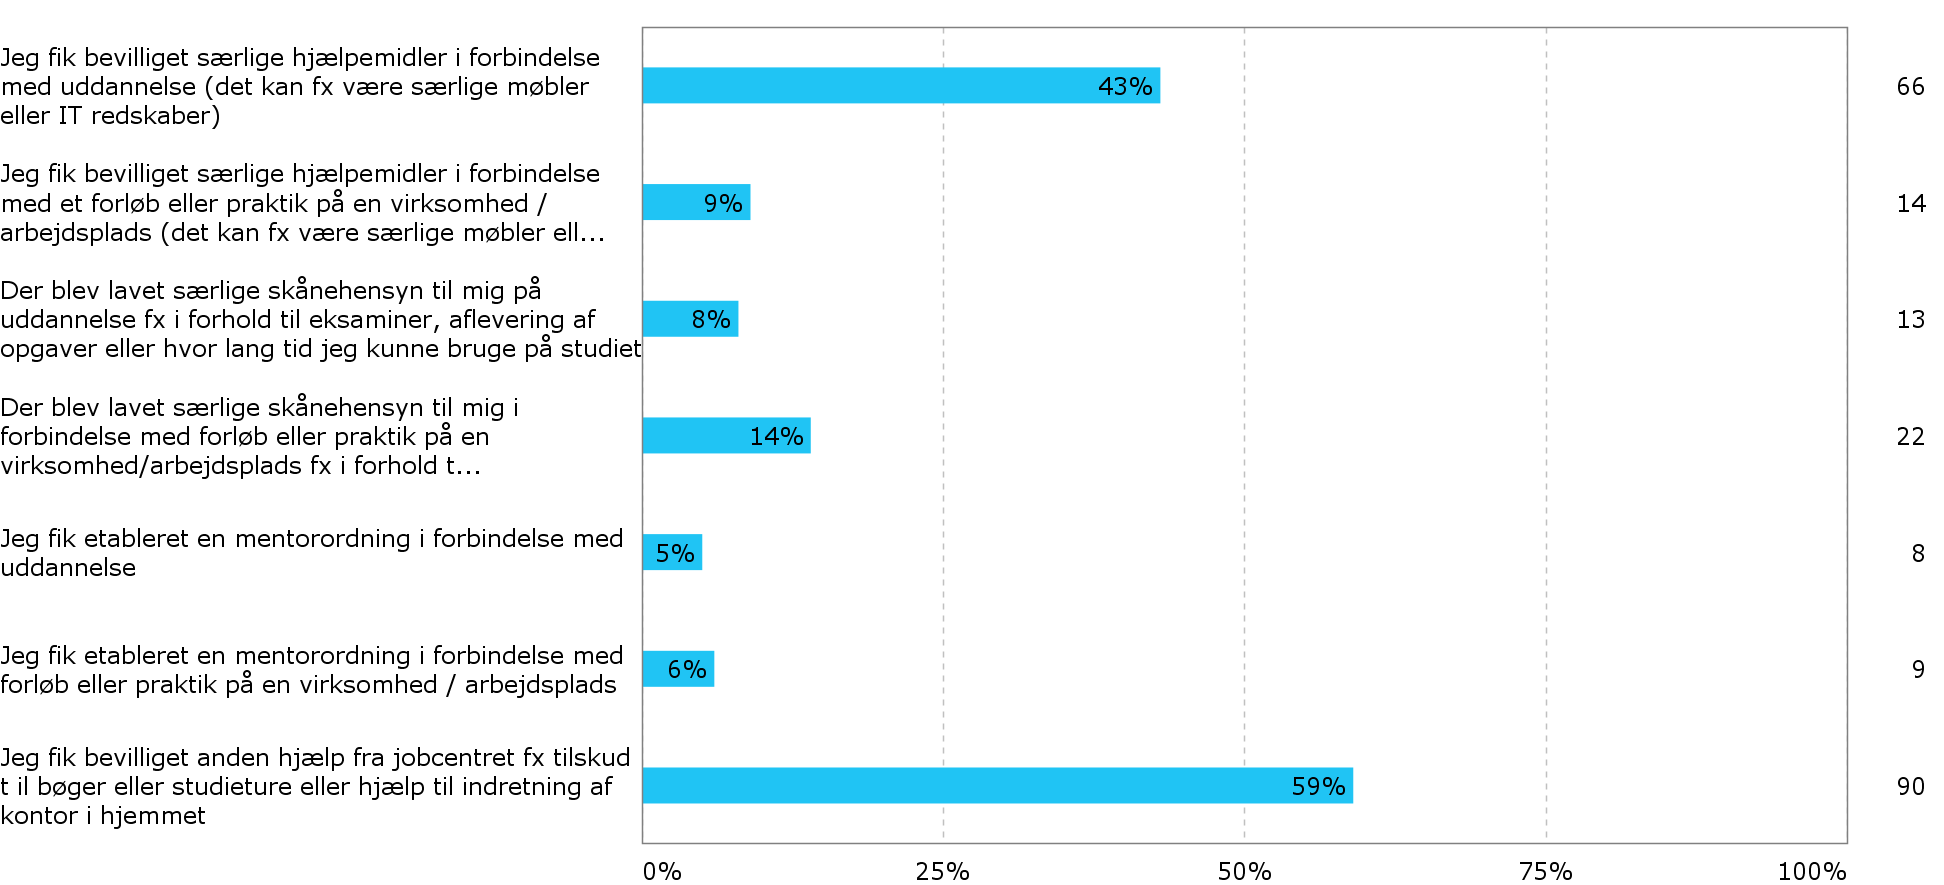 Jeg fik bevilliget særlige hjælpemidler i forbindelse
med uddannelse (det kan fx være særlige møbler
eller IT redskaber)
43%
66
Jeg fik bevilliget særlige hjælpemidler i forbindelse
med et forløb eller praktik på en virksomhed /
arbejdsplads (det kan fx være særlige møbler ell...
9%
14
Der blev lavet særlige skånehensyn til mig på
uddannelse fx i forhold til eksaminer, aflevering af
opgaver eller hvor lang tid jeg kunne bruge på studiet
8%
13
Der blev lavet særlige skånehensyn til mig i
forbindelse med forløb eller praktik på en
virksomhed/arbejdsplads fx i forhold t...
14%
22
Jeg fik etableret en mentorordning i forbindelse med
uddannelse
5%
8
Jeg fik etableret en mentorordning i forbindelse med
forløb eller praktik på en virksomhed / arbejdsplads
6%
9
Jeg fik bevilliget anden hjælp fra jobcentret fx tilskud
t il bøger eller studieture eller hjælp til indretning af
kontor i hjemmet
59%
90
0% 25% 50% 75% 100%